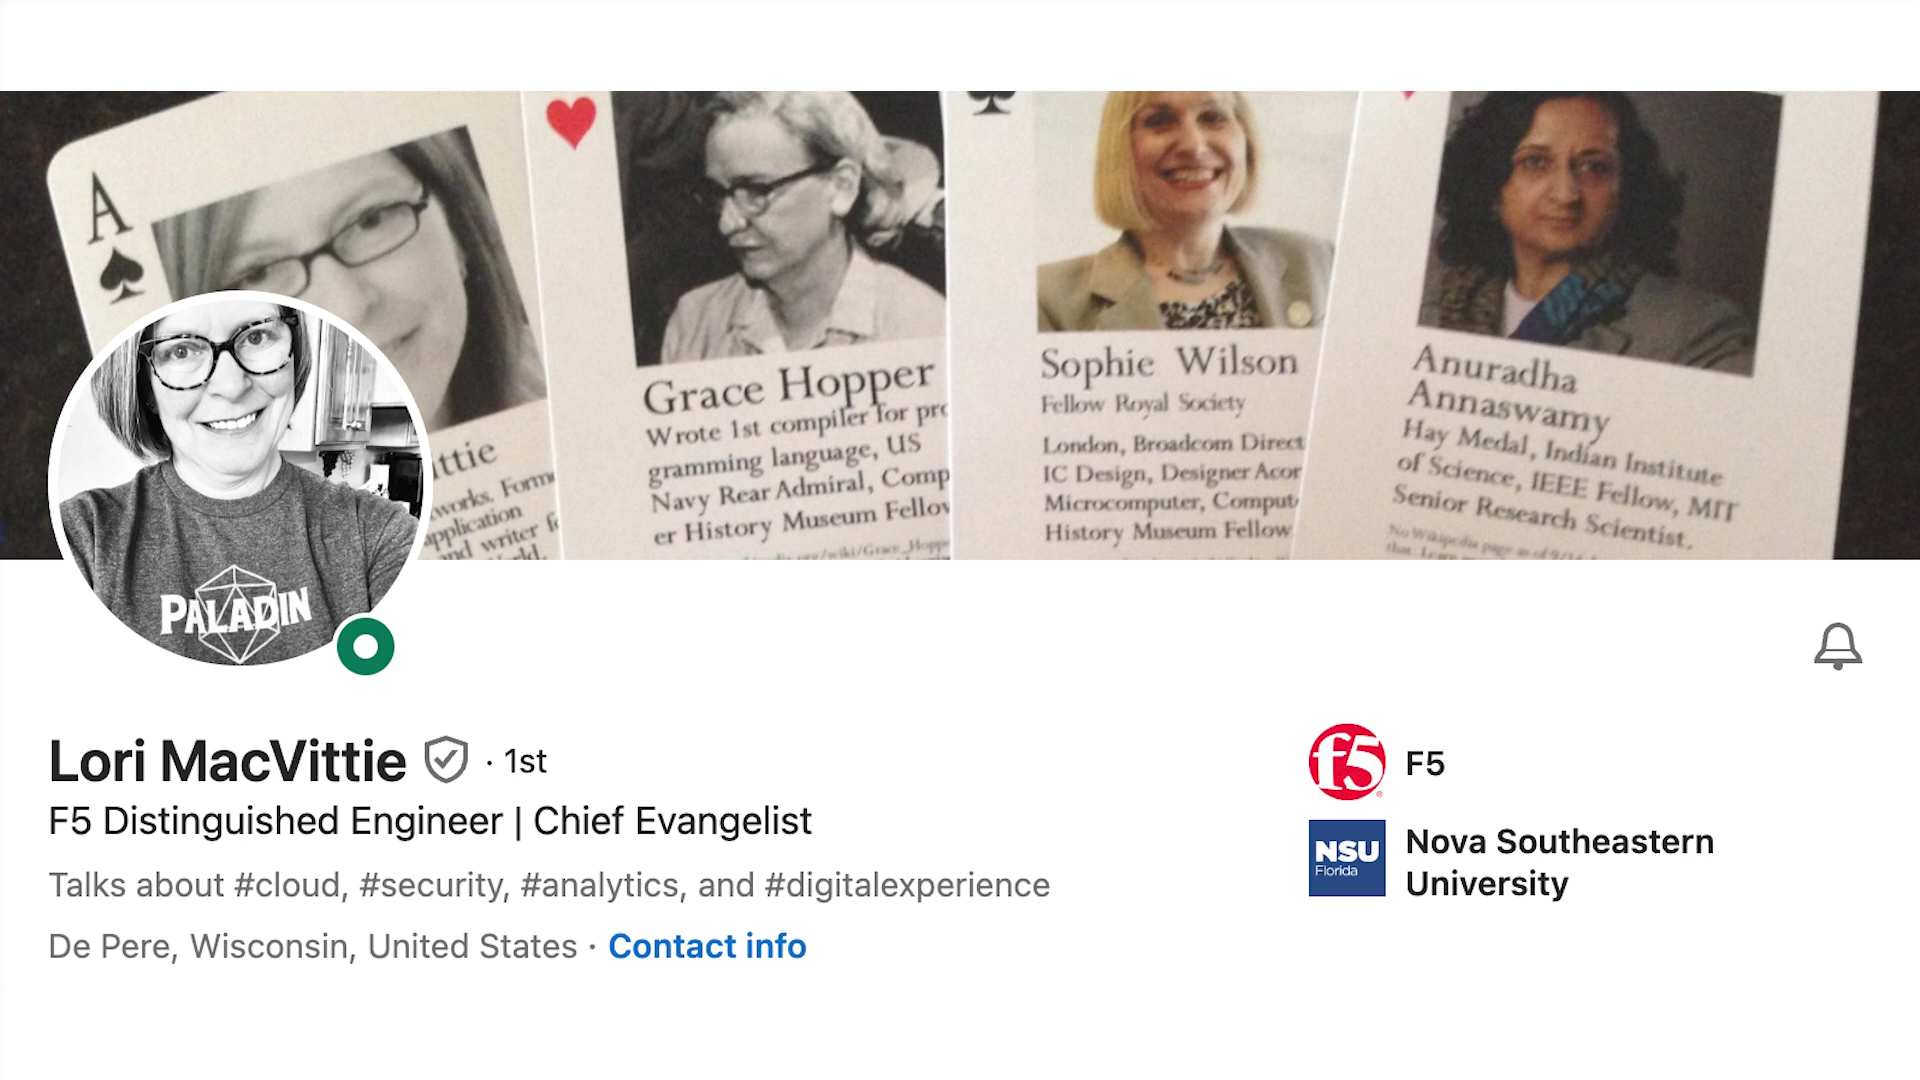 A
ittie
works. Form
application
and writer f
Grace Hopper
Wrote 1st compiler for pro
gramming language, US
Navy Rear Admiral, Comp
er History Museum Fellow
Sophie Wilson
Fellow Royal Society
London, Broadcom Direct
IC Design, Designer Acor
Microcomputer, Comput
History Museum Fellow
Anuradha
Annaswamy
Hay Medal, Indian Institute
of Science, IEEE Fellow, MIT
Senior Research Scientist.
PALADIN
Lori MacVittie · 1st
F5 Distinguished Engineer | Chief Evangelist
Talks about #cloud, #security, #analytics, and #digitalexperience
De Pere, Wisconsin, United States · Contact info
f5
F5
NSU
Florida
Nova Southeastern
University